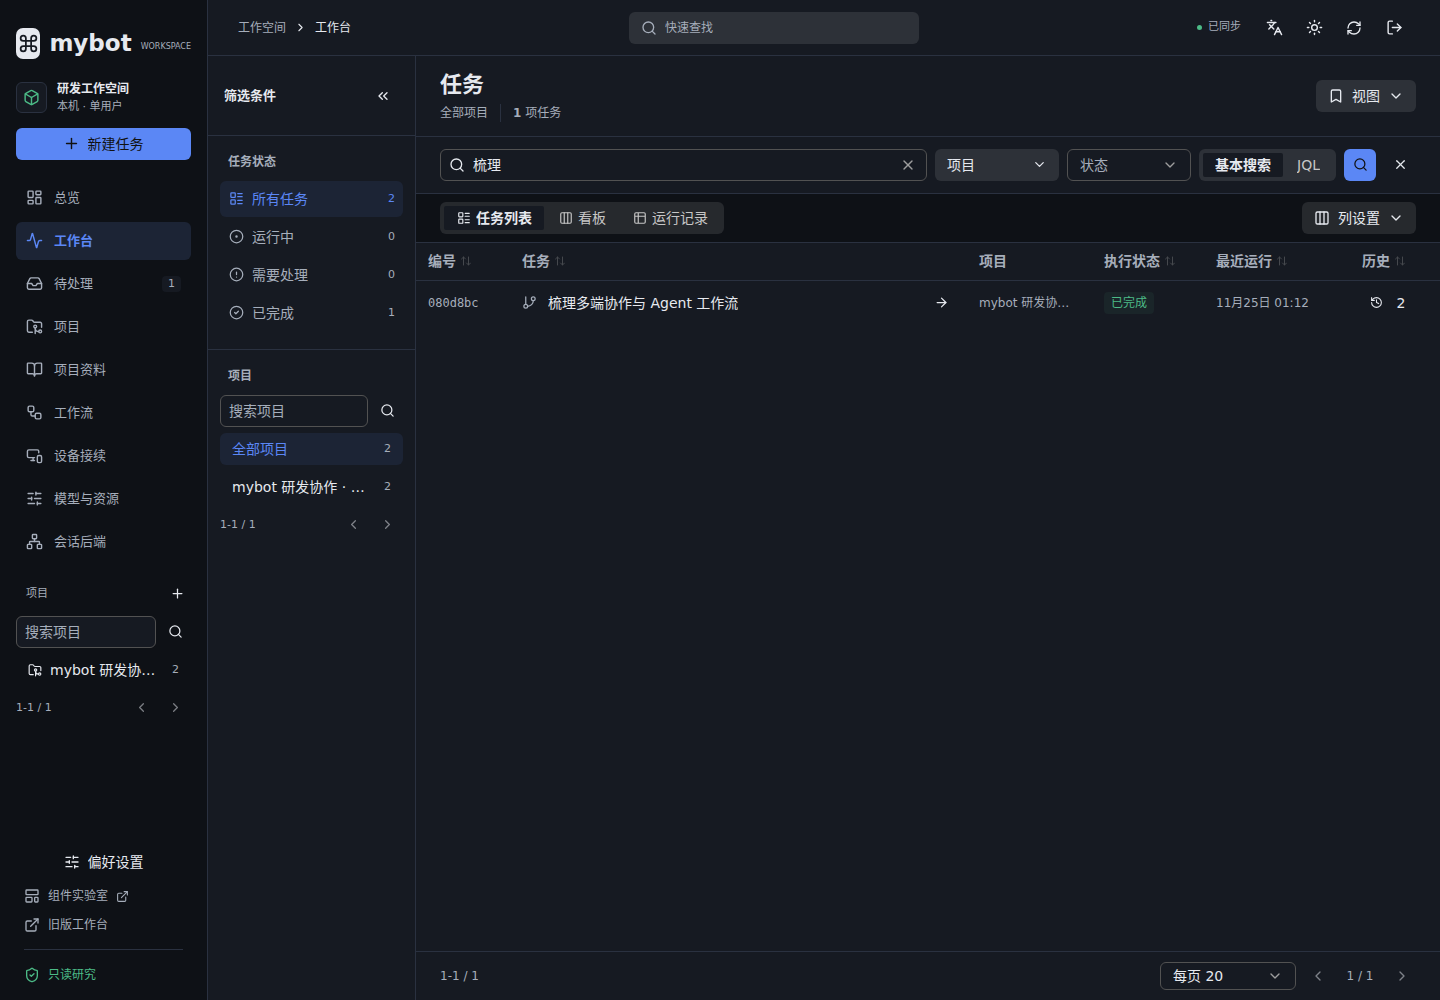 mybot WORKSPACE
研发工作空间
本机 · 单用户
新建任务
总览
工作台
待处理 1
项目
项目资料
工作流
设备接续
模型与资源
会话后端
项目
搜索项目
mybot 研发协… 2
1-1 / 1
偏好设置
组件实验室
旧版工作台
只读研究
工作空间 工作台
快速查找
已同步
筛选条件
任务状态
所有任务 2
运行中 0
需要处理 0
已完成 1
项目
搜索项目
全部项目 2
mybot 研发协作 · … 2
1-1 / 1
任务
全部项目 1 项任务
视图
梳理 项目 状态 基本搜索 JQL
任务列表 看板 运行记录 列设置
编号 任务 项目 执行状态 最近运行 历史
080d8bc 梳理多端协作与 Agent 工作流 mybot 研发协… 已完成 11月25日 01:12 2
1-1 / 1 每页 20 1 / 1